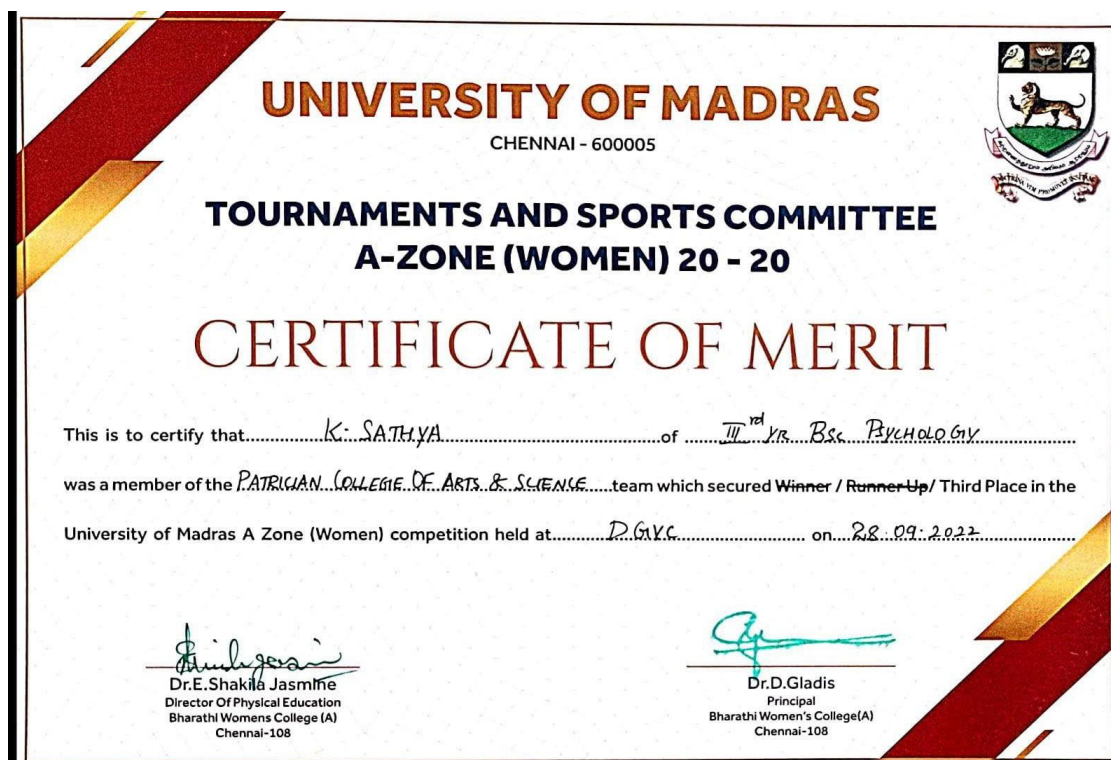 UNIVERSITY OF MADRAS
CHENNAI - 600005
TOURNAMENTS AND SPORTS COMMITTEE
A-ZONE (WOMEN) 20 - 20
CERTIFICATE OF MERIT
This is to certify that K. SATHYA of III rd YR BSc PSYCHOLOGY
was a member of the PATRICIAN COLLEGE OF ARTS & SCIENCE team which secured Winner / Runner Up / Third Place in the
University of Madras A Zone (Women) competition held at DGVC on 28.09.2022
Dr.E.Shakila Jasmine
Director Of Physical Education
Bharathi Womens College (A)
Chennai-108
Dr.D.Gladis
Principal
Bharathi Women's College(A)
Chennai-108